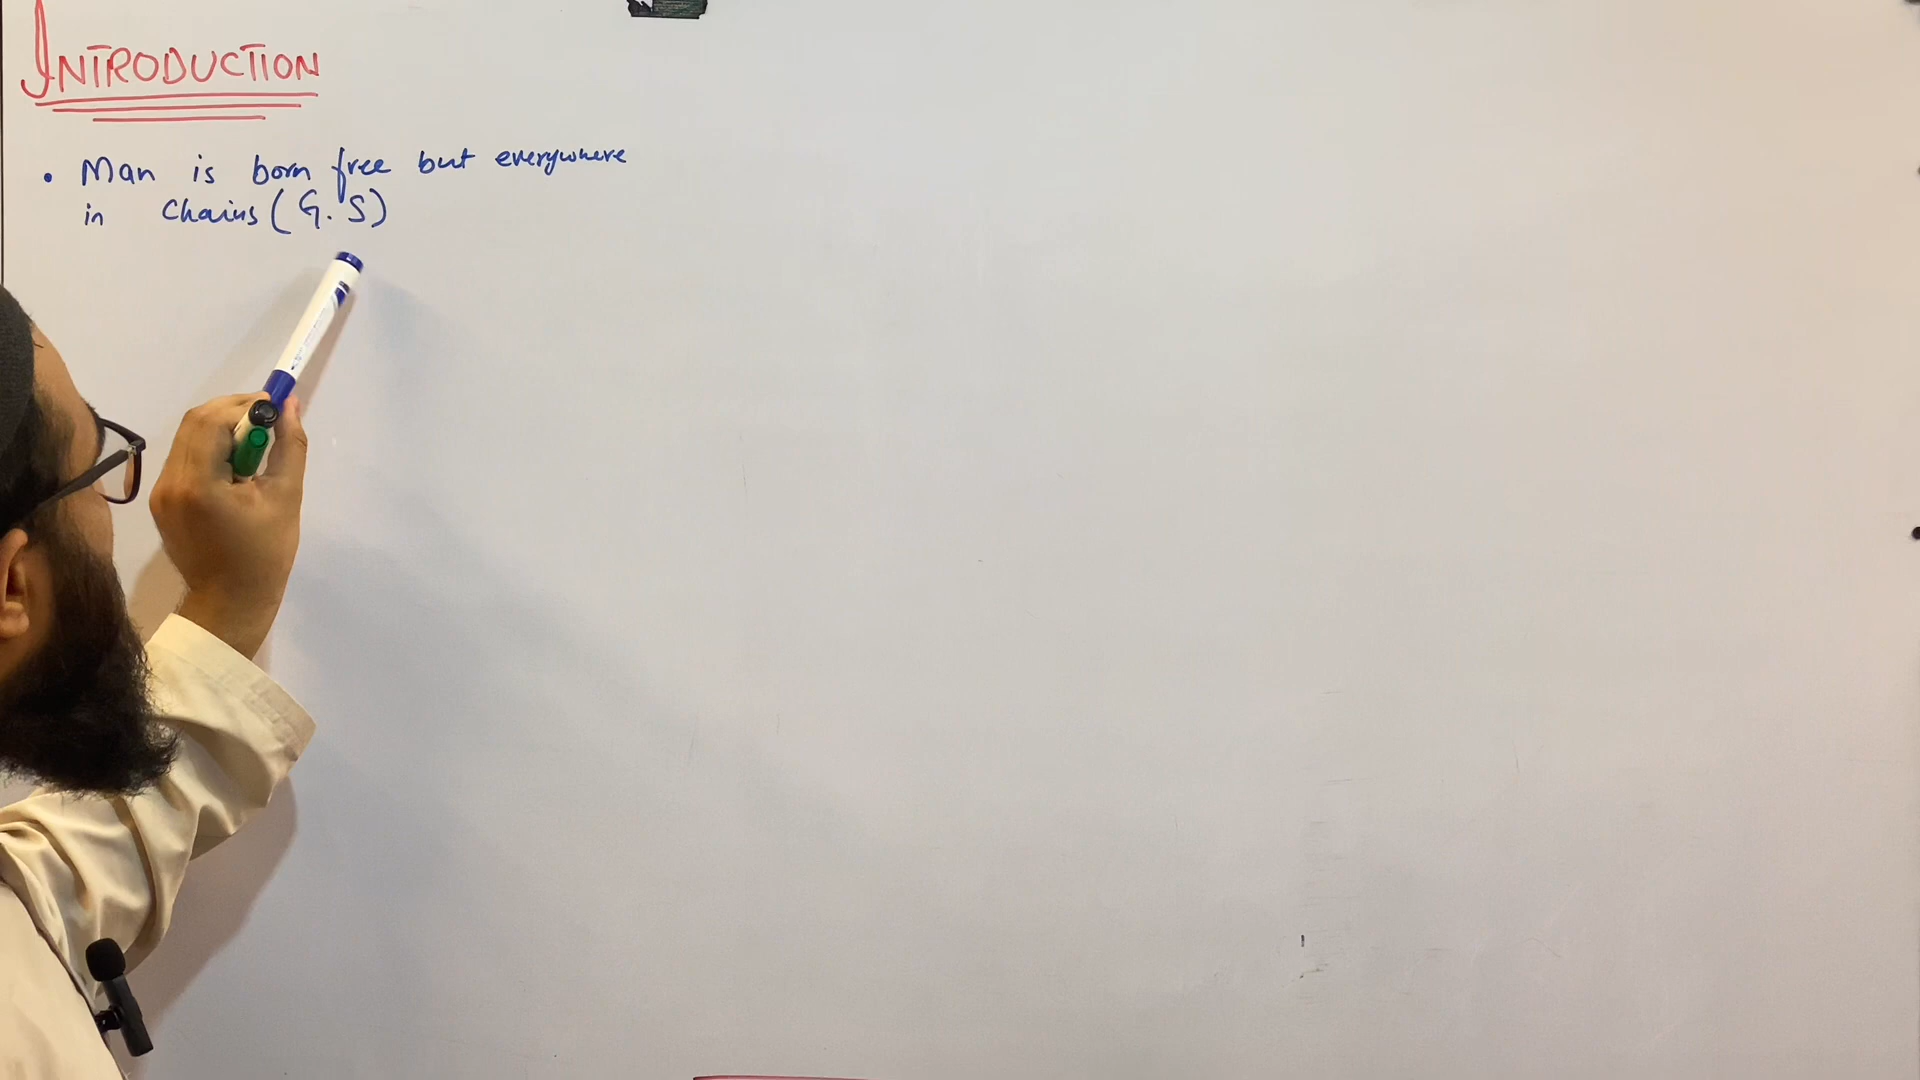 INTRODUCTION
• Man is born free but everywhere
in Chains (G.S)